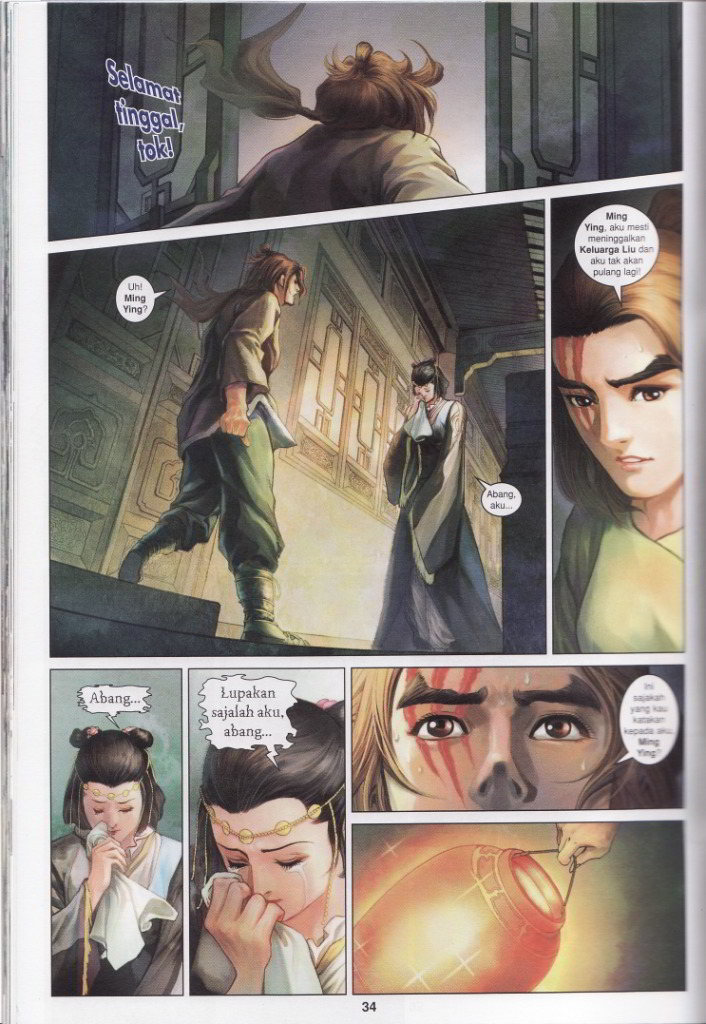 Selamat
tinggal,
tok!
Uh!
Ming
Ying?
Abang,
aku...
Ming
Ying, aku mesti
meninggalkan
Keluarga Liu dan
aku tak akan
pulang lagi!
Abang...
Lupakan
sajalah aku,
abang...
Ini
sajakah
yang kau
katakan
kepada aku,
Ming
Ying?
34